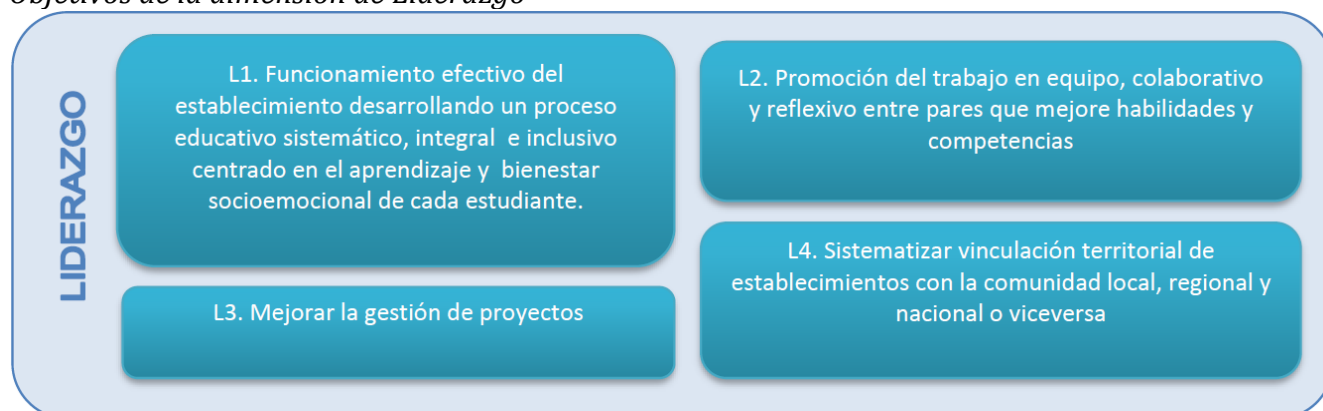 Objetivos de la dimensión de Liderazgo
LIDERAZGO
L1. Funcionamiento efectivo del
establecimiento desarrollando un proceso
educativo sistemático, integral e inclusivo
centrado en el aprendizaje y bienestar
socioemocional de cada estudiante.
L2. Promoción del trabajo en equipo, colaborativo
y reflexivo entre pares que mejore habilidades y
competencias
L3. Mejorar la gestión de proyectos
L4. Sistematizar vinculación territorial de
establecimientos con la comunidad local, regional y
nacional o viceversa